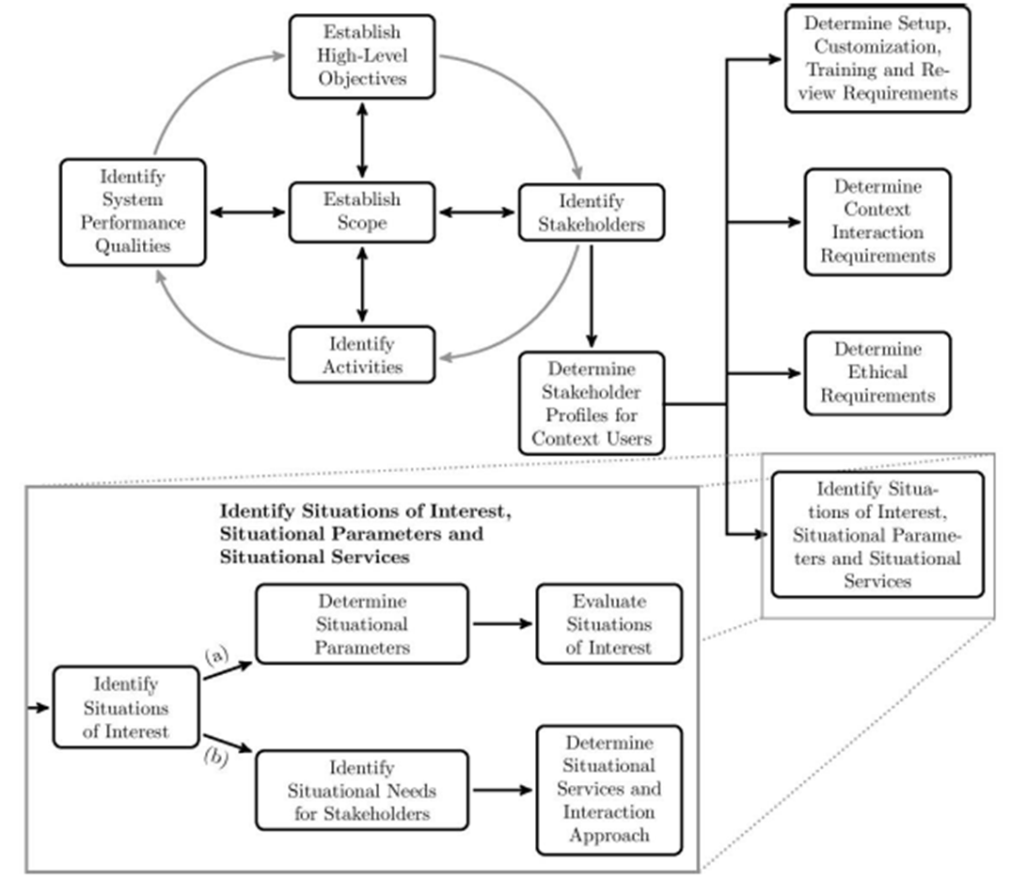 Establish
High-Level
Objectives
Identify
System
Performance
Qualities
Establish
Scope
Identify
Stakeholders
Identify
Activities
Determine
Stakeholder
Profiles for
Context Users
Determine Setup,
Customization,
Training and Re-
view Requirements
Determine
Context
Interaction
Requirements
Determine
Ethical
Requirements
Identify Situa-
tions of Interest,
Situational Parame-
ters and Situational
Services
Identify Situations of Interest,
Situational Parameters and
Situational Services
Identify
Situations
of Interest
(a)
Determine
Situational
Parameters
Evaluate
Situations
of Interest
(b)
Identify
Situational Needs
for Stakeholders
Determine
Situational
Services and
Interaction
Approach